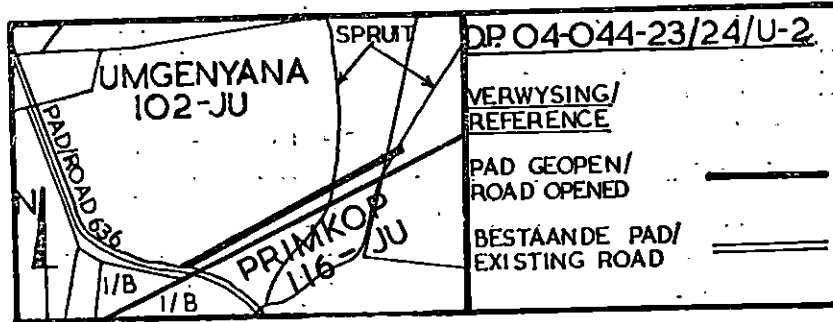 SPRUIT
UMGENYANA
102-JU
PAD/ROAD 636
N
PRIMKOP
116-JU
1/B
1/B
D.P. 04-044-23/24/U-2
VERWYSING/
REFERENCE
PAD GEOPEN/
ROAD OPENED
BESTAANDE PAD/
EXISTING ROAD